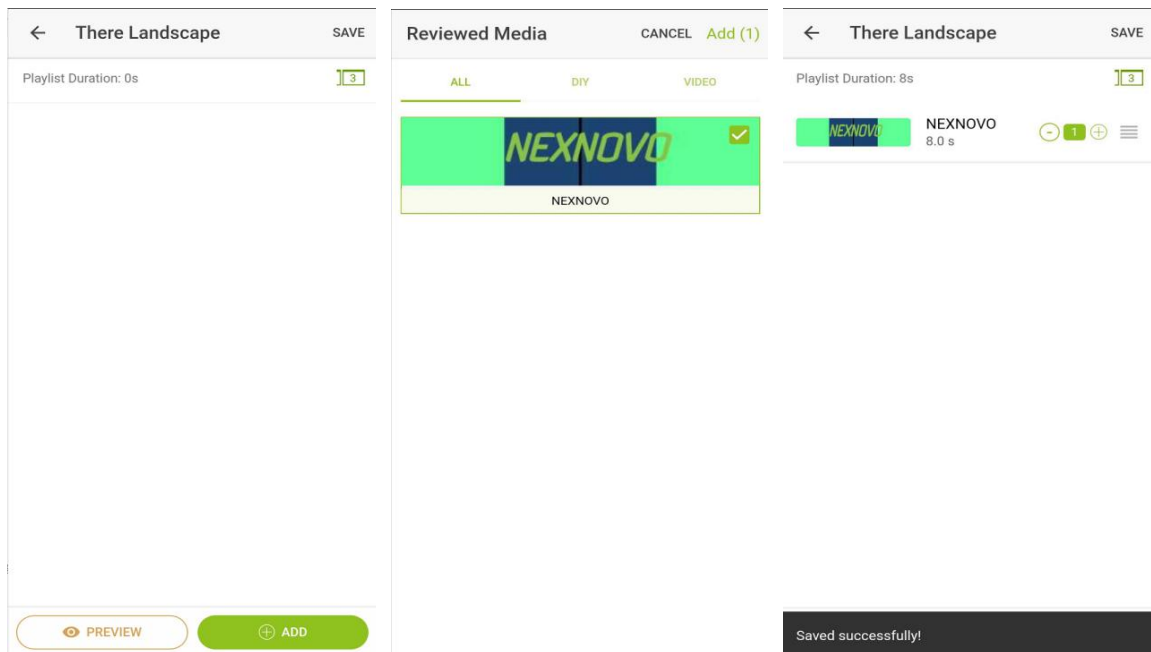 There Landscape SAVE
Playlist Duration: 0s 3
PREVIEW ADD
Reviewed Media CANCEL Add (1)
ALL DIY VIDEO
NEXNOVO
NEXNOVO
There Landscape SAVE
Playlist Duration: 8s 3
NEXNOVO NEXNOVO
8.0 s - 1 +
Saved successfully!